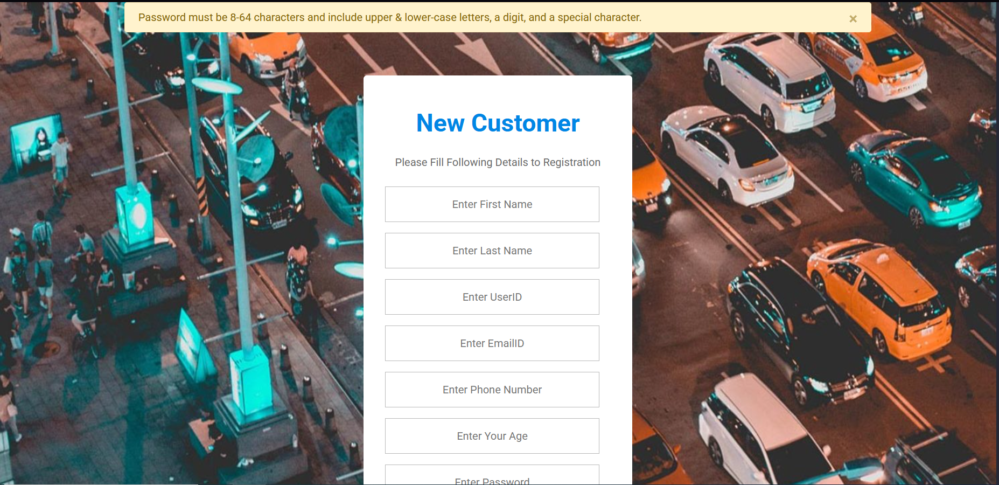 Password must be 8-64 characters and include upper & lower-case letters, a digit, and a special character.
×
New Customer
Please Fill Following Details to Registration
Enter First Name
Enter Last Name
Enter UserID
Enter EmailID
Enter Phone Number
Enter Your Age
Enter Password